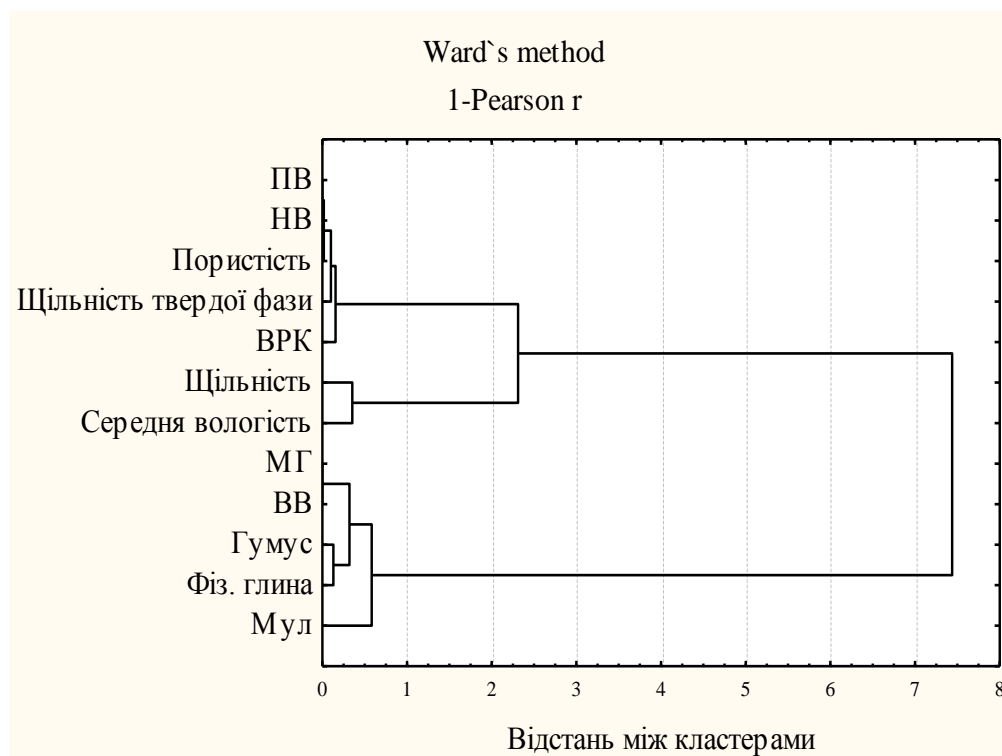 Ward`s method
1-Pearson r
ПВ
НВ
Пористість
Щільність твердої фази
ВРК
Щільність
Середня вологість
МГ
ВВ
Гумус
Фіз. глина
Мул
0 1 2 3 4 5 6 7 8
Відстань між кластерами